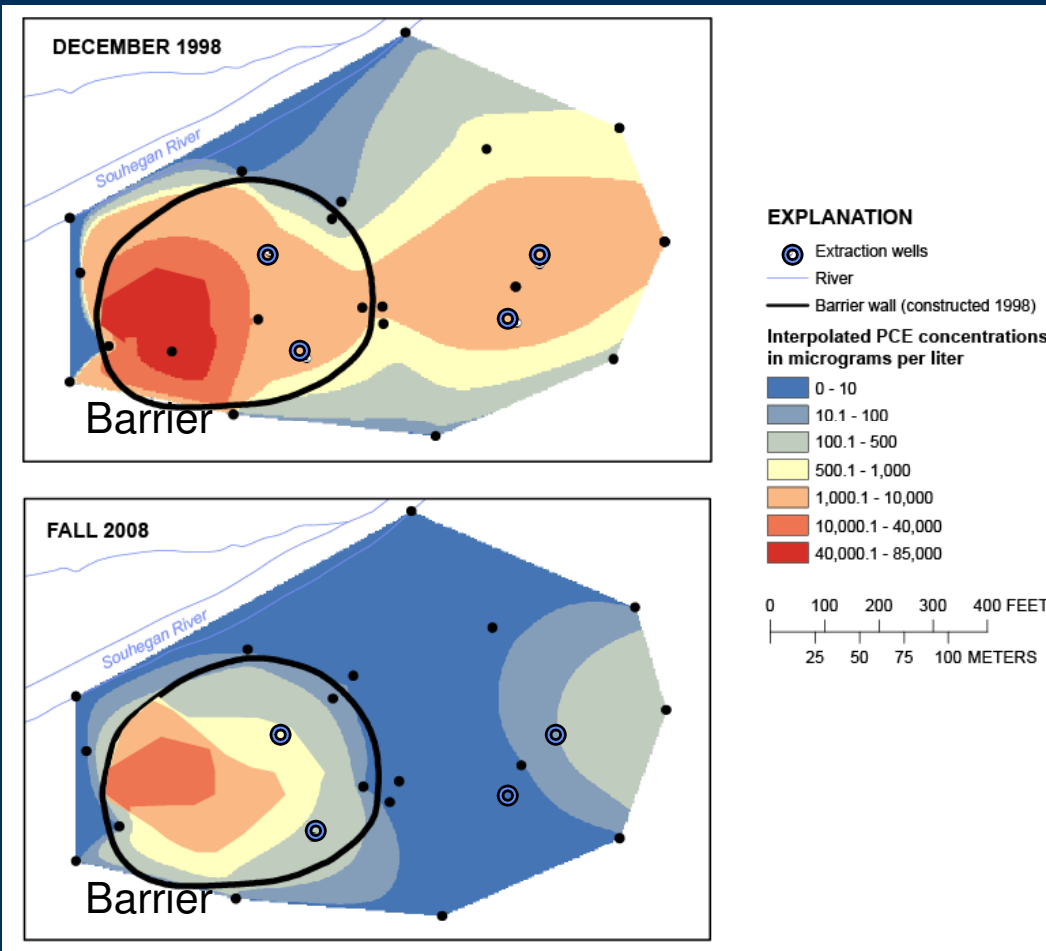 DECEMBER 1998
Souhegan River
Barrier
FALL 2008
Souhegan River
Barrier
EXPLANATION
Extraction wells
River
Barrier wall (constructed 1998)
Interpolated PCE concentrations
in micrograms per liter
0 - 10
10.1 - 100
100.1 - 500
500.1 - 1,000
1,000.1 - 10,000
10,000.1 - 40,000
40,000.1 - 85,000
0 100 200 300 400 FEET
25 50 75 100 METERS